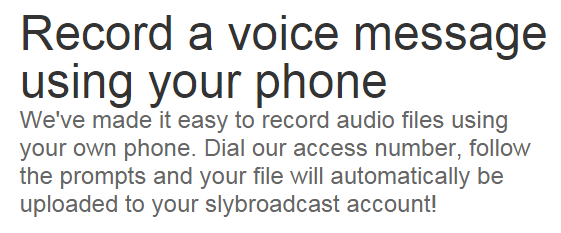 Record a voice message
using your phone
We've made it easy to record audio files using
your own phone. Dial our access number, follow
the prompts and your file will automatically be
uploaded to your slybroadcast account!